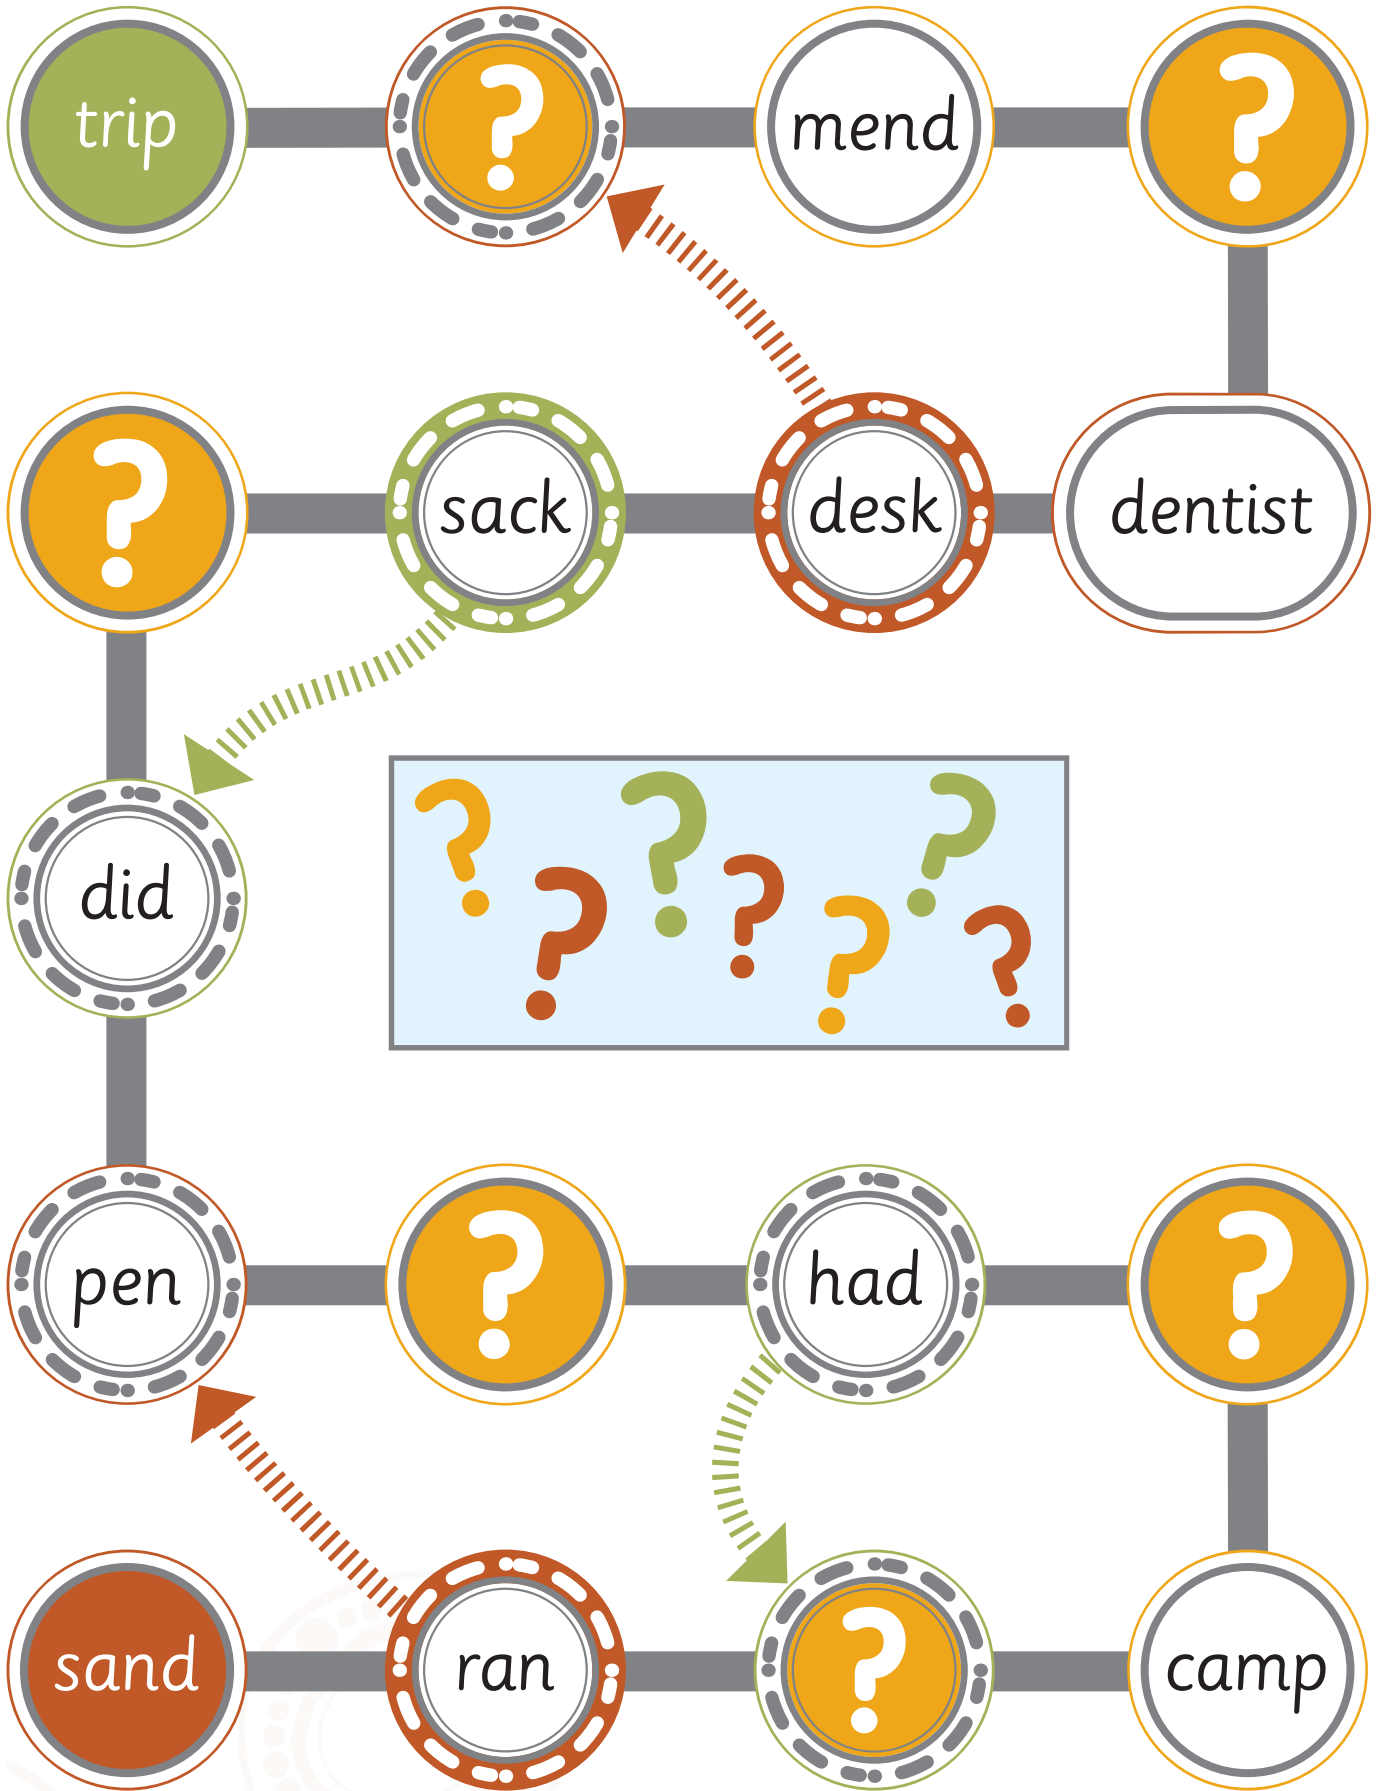 trip ? mend ?
? sack desk dentist
did
? ? ? ? ? ? ?
pen ? had ?
sand ran ? camp